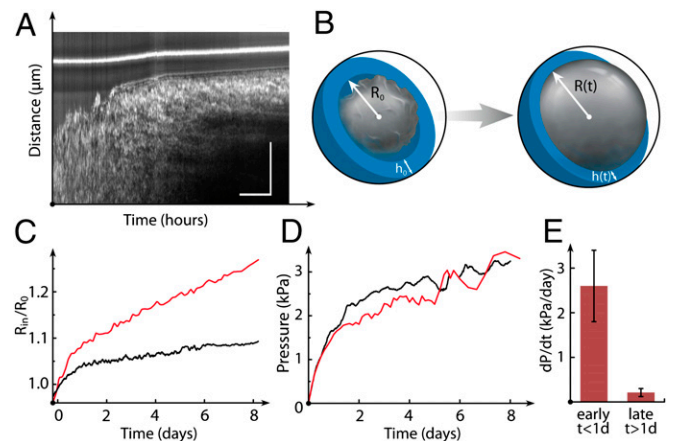 A
Distance (µm)
Time (hours)
B
R₀
h₀
R(t)
h(t)
C
R_in/R₀
1.2
1.1
1.0
0
2
4
6
8
Time (days)
D
Pressure (kPa)
3
2
1
0
2
4
6
8
Time (days)
E
dP/dt (kPa/day)
3
2
1
0
early
t<1d
late
t>1d